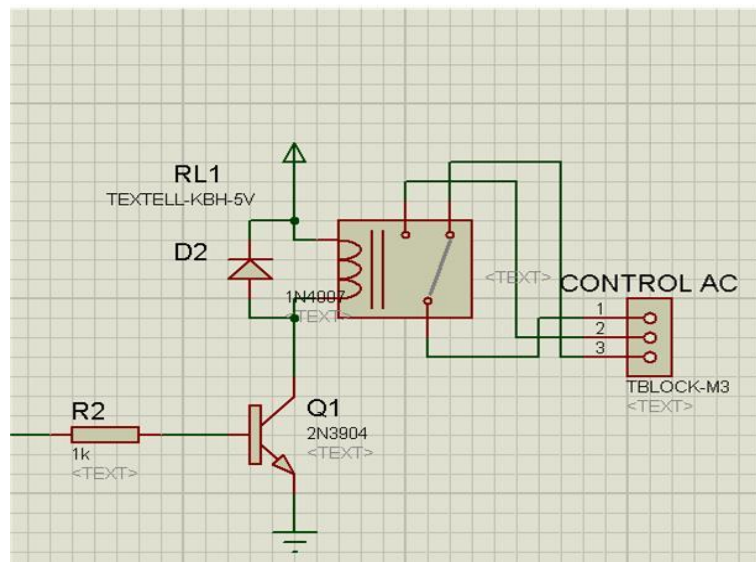 RL1
TEXTELL-KBH-5V
D2
1N4007
<TEXT>
<TEXT>
CONTROL AC
1
2
3
TBLOCK-M3
<TEXT>
R2
1k
<TEXT>
Q1
2N3904
<TEXT>